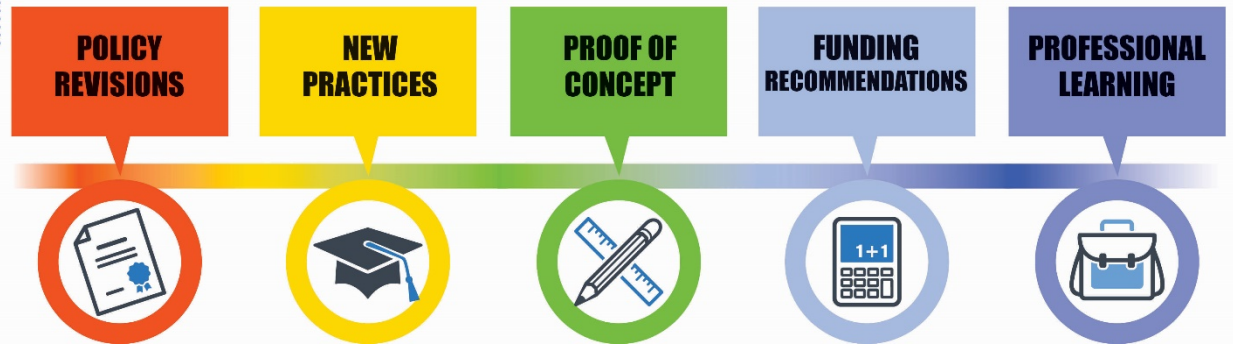 POLICY
REVISIONS
NEW
PRACTICES
PROOF OF
CONCEPT
FUNDING
RECOMMENDATIONS
PROFESSIONAL
LEARNING
1+1